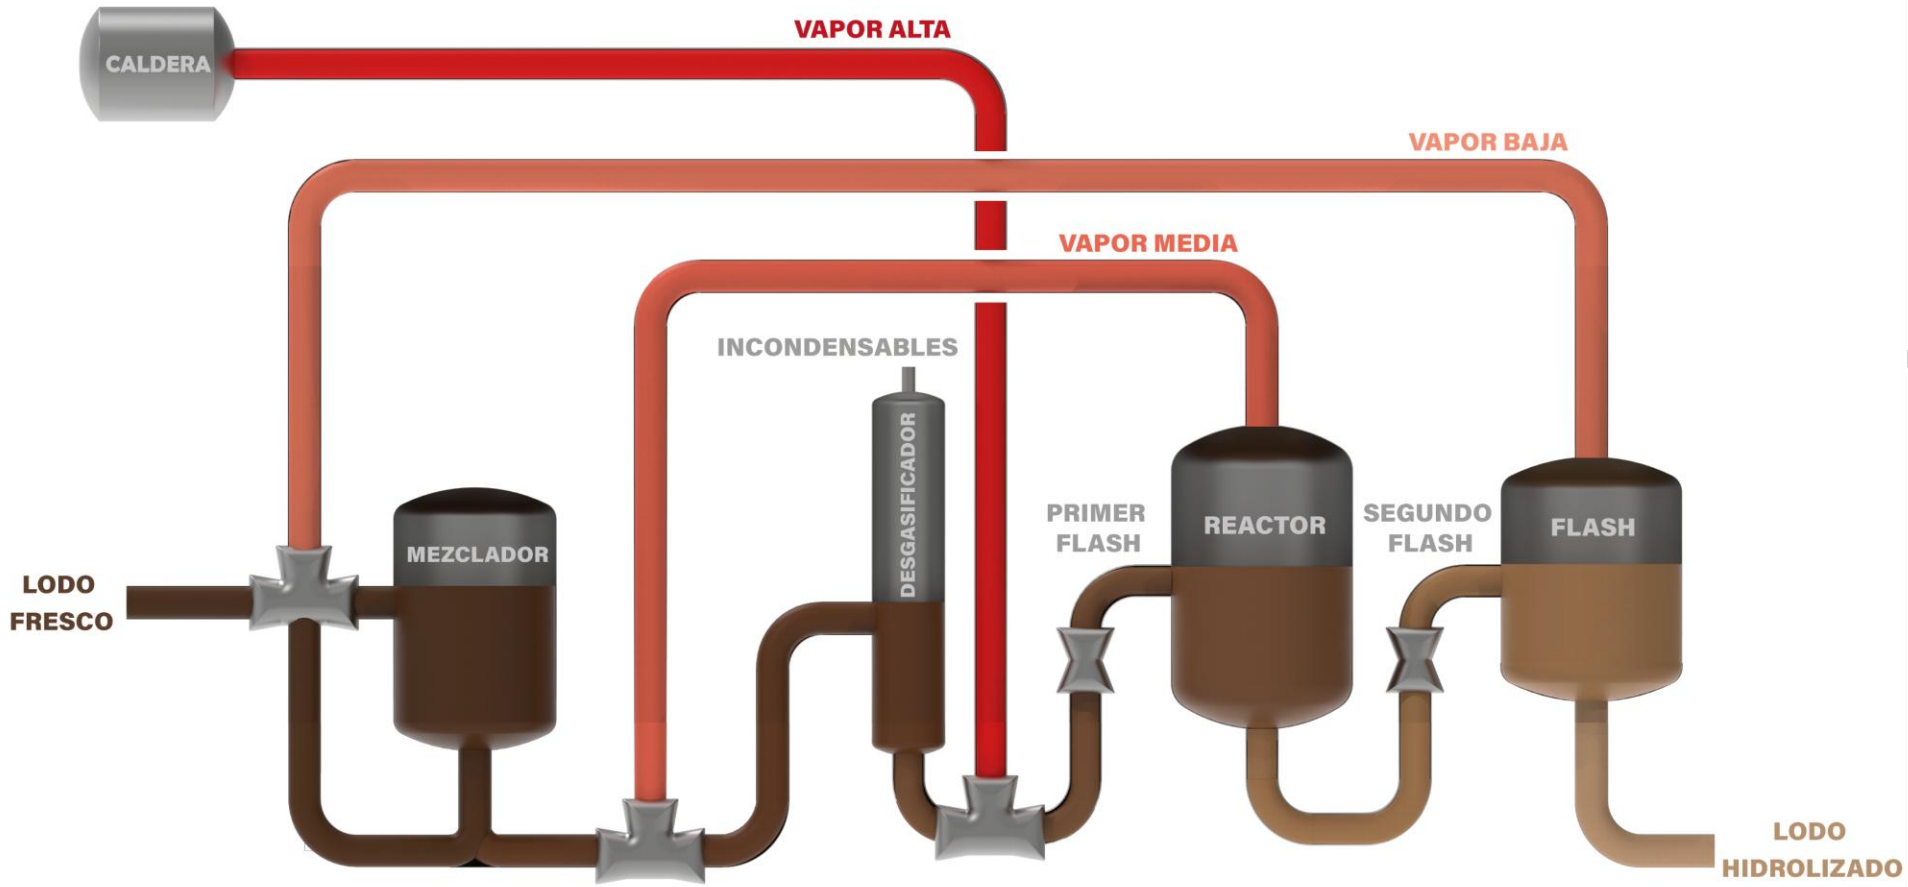 VAPOR ALTA
CALDERA
VAPOR BAJA
VAPOR MEDIA
INCONDENSABLES
DESGASIFICADOR
PRIMER
FLASH
REACTOR
SEGUNDO
FLASH
FLASH
MEZCLADOR
LODO
FRESCO
LODO
HIDROLIZADO